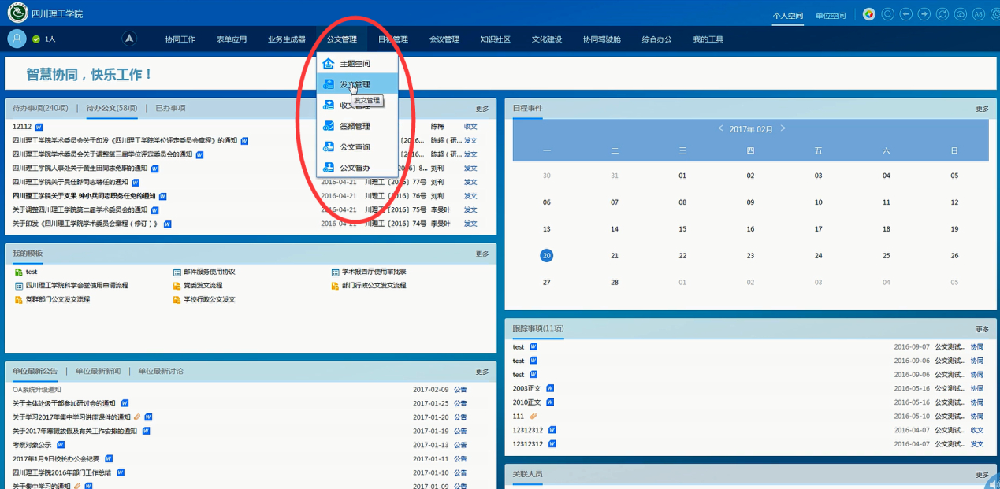 四川理工学院
个人空间 单位空间
A8
1人
协同工作 表单应用 业务生成器 公文管理 目标管理 会议管理 知识社区 文化建设 协同驾驶舱 综合办公 我的工具
主题空间
发文管理
发文管理
收文管理
签报管理
公文查询
公文督办
智慧协同，快乐工作！
待办事项(240项) | 待办公文(58项) | 已办事项 更多
12112 陈梅 收文
四川理工学院学术委员会关于印发《四川理工学院学位评定委员会章程》的通知 [2016... 陈超（研... 发文
四川理工学院学术委员会关于调整第三届学位评定委员会的通知 [2016... 陈超（研... 发文
四川理工学院人事处关于黄生田同志免职的通知 2016] 8... 刘利 发文
四川理工学院关于吴佳晔同志聘任的通知 2016-04-21 川理工 [2016] 77号 刘利 发文
四川理工学院关于支果 钟小兵同志职务任免的通知 2016-04-21 川理工 [2016] 76号 刘利 发文
关于调整四川理工学院第二届学术委员会的通知 2016-04-21 川理工 [2016] 75号 李曼叶 发文
关于印发《四川理工学院学术委员会章程（修订）》 2016-04-21 川理工 [2016] 74号 李曼叶 发文
我的模板 更多
test 邮件服务使用协议 学术报告厅使用审批表
四川理工学院科学会堂使用申请流程 党委发文流程 部门行政公文发文流程
党群部门公文发文流程 学校行政公文发文
单位最新公告 | 单位最新新闻 | 单位最新讨论 更多
OA系统升级通知 2017-02-09 公告
关于全体处级干部参加研讨会的通知 2017-01-25 公告
关于学习2017年集中学习讲座课件的通知 2017-01-20 公告
关于2017年寒假放假及有关工作安排的通知 2017-01-19 公告
考察对象公示 2017-01-13 公告
2017年1月9日校长办公会纪要 2017-01-11 公告
四川理工学院2016年部门工作总结 2017-01-10 公告
关于集中学习的通知 2017-01-09 公告
日程事件 更多
< 2017年 02月 >
一 二 三 四 五 六 日
30 31 01 02 03 04 05
06 07 08 09 10 11 12
13 14 15 16 17 18 19
20 21 22 23 24 25 26
27 28 01 02 03 04 05
跟踪事项(11项) 更多
test 2016-09-07 公文测试... 协同
test 2016-09-06 公文测试... 协同
test 2016-09-06 公文测试... 协同
2003正文 2016-05-16 公文测试... 协同
2010正文 2016-05-16 公文测试... 协同
111 2016-05-10 公文测试... 协同
12312312 2016-04-07 公文测试... 收文
12312312 2016-04-07 公文测试... 发文
关联人员 更多